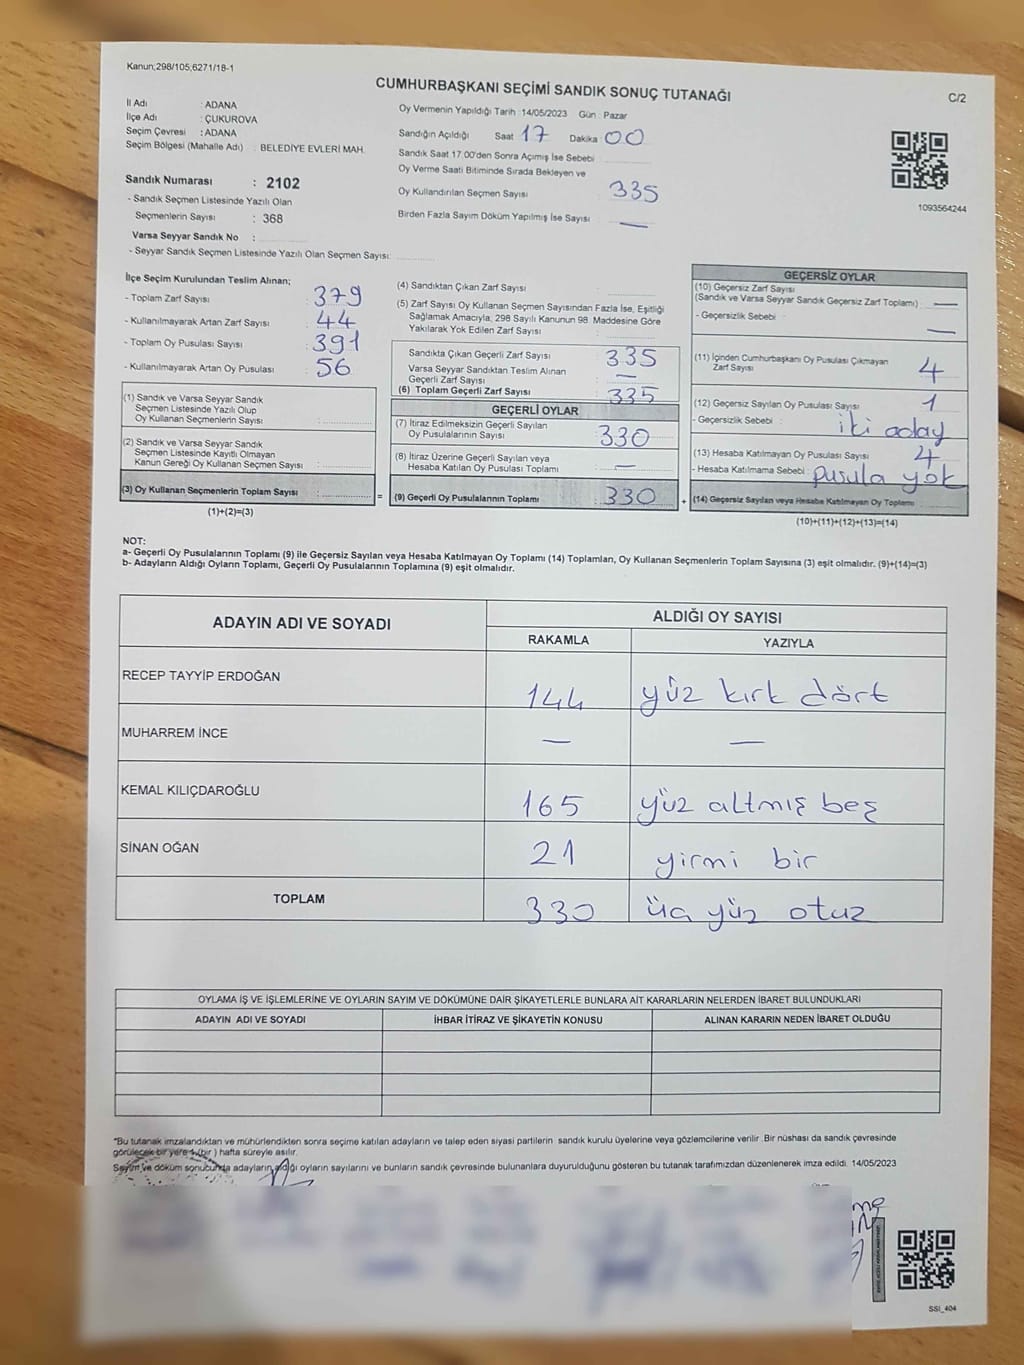 Kanun;298/105,6271/18-1
CUMHURBAŞKANI SEÇİMİ SANDIK SONUÇ TUTANAĞI
C/2
İl Adı : ADANA
İlçe Adı : ÇUKUROVA
Seçim Çevresi : ADANA
Seçim Bölgesi (Mahalle Adı) : BELEDİYE EVLERİ MAH.
Sandık Numarası : 2102
- Sandık Seçmen Listesinde Yazılı Olan
Seçmenlerin Sayısı : 368
Varsa Seyyar Sandık No :
- Seyyar Sandık Seçmen Listesinde Yazılı Olan Seçmen Sayısı:
Oy Vermenin Yapıldığı Tarih :14/05/2023 Gün : Pazar
Sandığın Açıldığı Saat 17 Dakika 00
Sandık Saat 17.00'den Sonra Açımış İse Sebebi
Oy Verme Saati Bitiminde Sırada Bekleyen ve
Oy Kullandırılan Seçmen Sayısı 335
Birden Fazla Sayım Döküm Yapılmış İse Sayısı —
1093564244
İlçe Seçim Kurulundan Teslim Alınan;
- Toplam Zarf Sayısı : 379
- Kullanılmayarak Artan Zarf Sayısı : 44
- Toplam Oy Pusulası Sayısı : 391
- Kullanılmayarak Artan Oy Pusulası : 56
(1) Sandık ve Varsa Seyyar Sandık
Seçmen Listesinde Yazılı Olup
Oy Kullanan Seçmenlerin Sayısı :
(2) Sandık ve Varsa Seyyar Sandık
Seçmen Listesinde Kayıtlı Olmayan
Kanun Gereği Oy Kullanan Seçmen Sayısı :
(3) Oy Kullanan Seçmenlerin Toplam Sayısı : =
(1)+(2)=(3)
(4) Sandıktan Çıkan Zarf Sayısı :
(5) Zarf Sayısı Oy Kullanan Seçmen Sayısından Fazla İse, Eşitliği
Sağlamak Amacıyla, 298 Sayılı Kanunun 98. Maddesine Göre
Yakılarak Yok Edilen Zarf Sayısı :
Sandıkta Çıkan Geçerli Zarf Sayısı : 335
Varsa Seyyar Sandıktan Teslim Alınan
Geçerli Zarf Sayısı : —
(6) Toplam Geçerli Zarf Sayısı : 335
GEÇERLİ OYLAR
(7) İtiraz Edilmeksizin Geçerli Sayılan
Oy Pusulalarının Sayısı : 330
(8) İtiraz Üzerine Geçerli Sayılan veya
Hesaba Katılan Oy Pusulası Toplamı : —
(9) Geçerli Oy Pusulalarının Toplamı : 330 +
GEÇERSİZ OYLAR
(10) Geçersiz Zarf Sayısı
(Sandık ve Varsa Seyyar Sandık Geçersiz Zarf Toplamı) : —
- Geçersizlik Sebebi : —
(11) İçinden Cumhurbaşkanı Oy Pusulası Çıkmayan
Zarf Sayısı : 4
(12) Geçersiz Sayılan Oy Pusulası Sayısı : 1
- Geçersizlik Sebebi : iki aday
(13) Hesaba Katılmayan Oy Pusulası Sayısı : 4
- Hesaba Katılmama Sebebi : pusula yok
(14) Geçersiz Sayılan veya Hesaba Katılmayan Oy Toplamı :
(10)+(11)+(12)+(13)=(14)
NOT:
a- Geçerli Oy Pusulalarının Toplamı (9) ile Geçersiz Sayılan veya Hesaba Katılmayan Oy Toplamı (14) Toplamları, Oy Kullanan Seçmenlerin Toplam Sayısına (3) eşit olmalıdır. (9)+(14)=(3)
b- Adayların Aldığı Oyların Toplamı, Geçerli Oy Pusulalarının Toplamına (9) eşit olmalıdır.
ADAYIN ADI VE SOYADI
ALDIĞI OY SAYISI
RAKAMLA YAZIYLA
RECEP TAYYİP ERDOĞAN 144 yüz kırk dört
MUHARREM İNCE — —
KEMAL KILIÇDAROĞLU 165 yüz altmış beş
SİNAN OĞAN 21 yirmi bir
TOPLAM 330 üç yüz otuz
OYLAMA İŞ VE İŞLEMLERİNE VE OYLARIN SAYIM VE DÖKÜMÜNE DAİR ŞİKAYETLERLE BUNLARA AİT KARARLARIN NELERDEN İBARET BULUNDUKLARI
ADAYIN ADI VE SOYADI İHBAR İTİRAZ VE ŞİKAYETİN KONUSU ALINAN KARARIN NEDEN İBARET OLDUĞU
*Bu tutanak imzalandıktan ve mühürlendikten sonra seçime katılan adayların ve talep eden siyasi partilerin sandık kurulu üyelerine veya gözlemcilerine verilir. Bir nüshası da sandık çevresinde
görülecek bir yere 1 (bir ) hafta süreyle asılır.
Sayım ve döküm sonucunda adayların aldığı oyların sayılarını ve bunların sandık çevresinde bulunanlara duyurulduğunu gösteren bu tutanak tarafımızdan düzenlenerek imza edildi. 14/05/2023
SSI_404